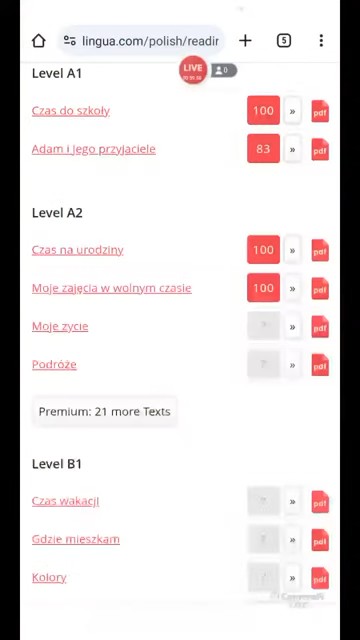 lingua.com/polish/readir
5
LIVE
0
Level A1
Czas do szkoły
100
»
pdf
Adam i jego przyjaciele
83
»
pdf
Level A2
Czas na urodziny
100
»
pdf
Moje zajęcia w wolnym czasie
100
»
pdf
Moje zycie
?
»
pdf
Podróże
?
»
pdf
Premium: 21 more Texts
Level B1
Czas wakacji
?
»
pdf
Gdzie mieszkam
?
»
pdf
Kolory
»
pdf